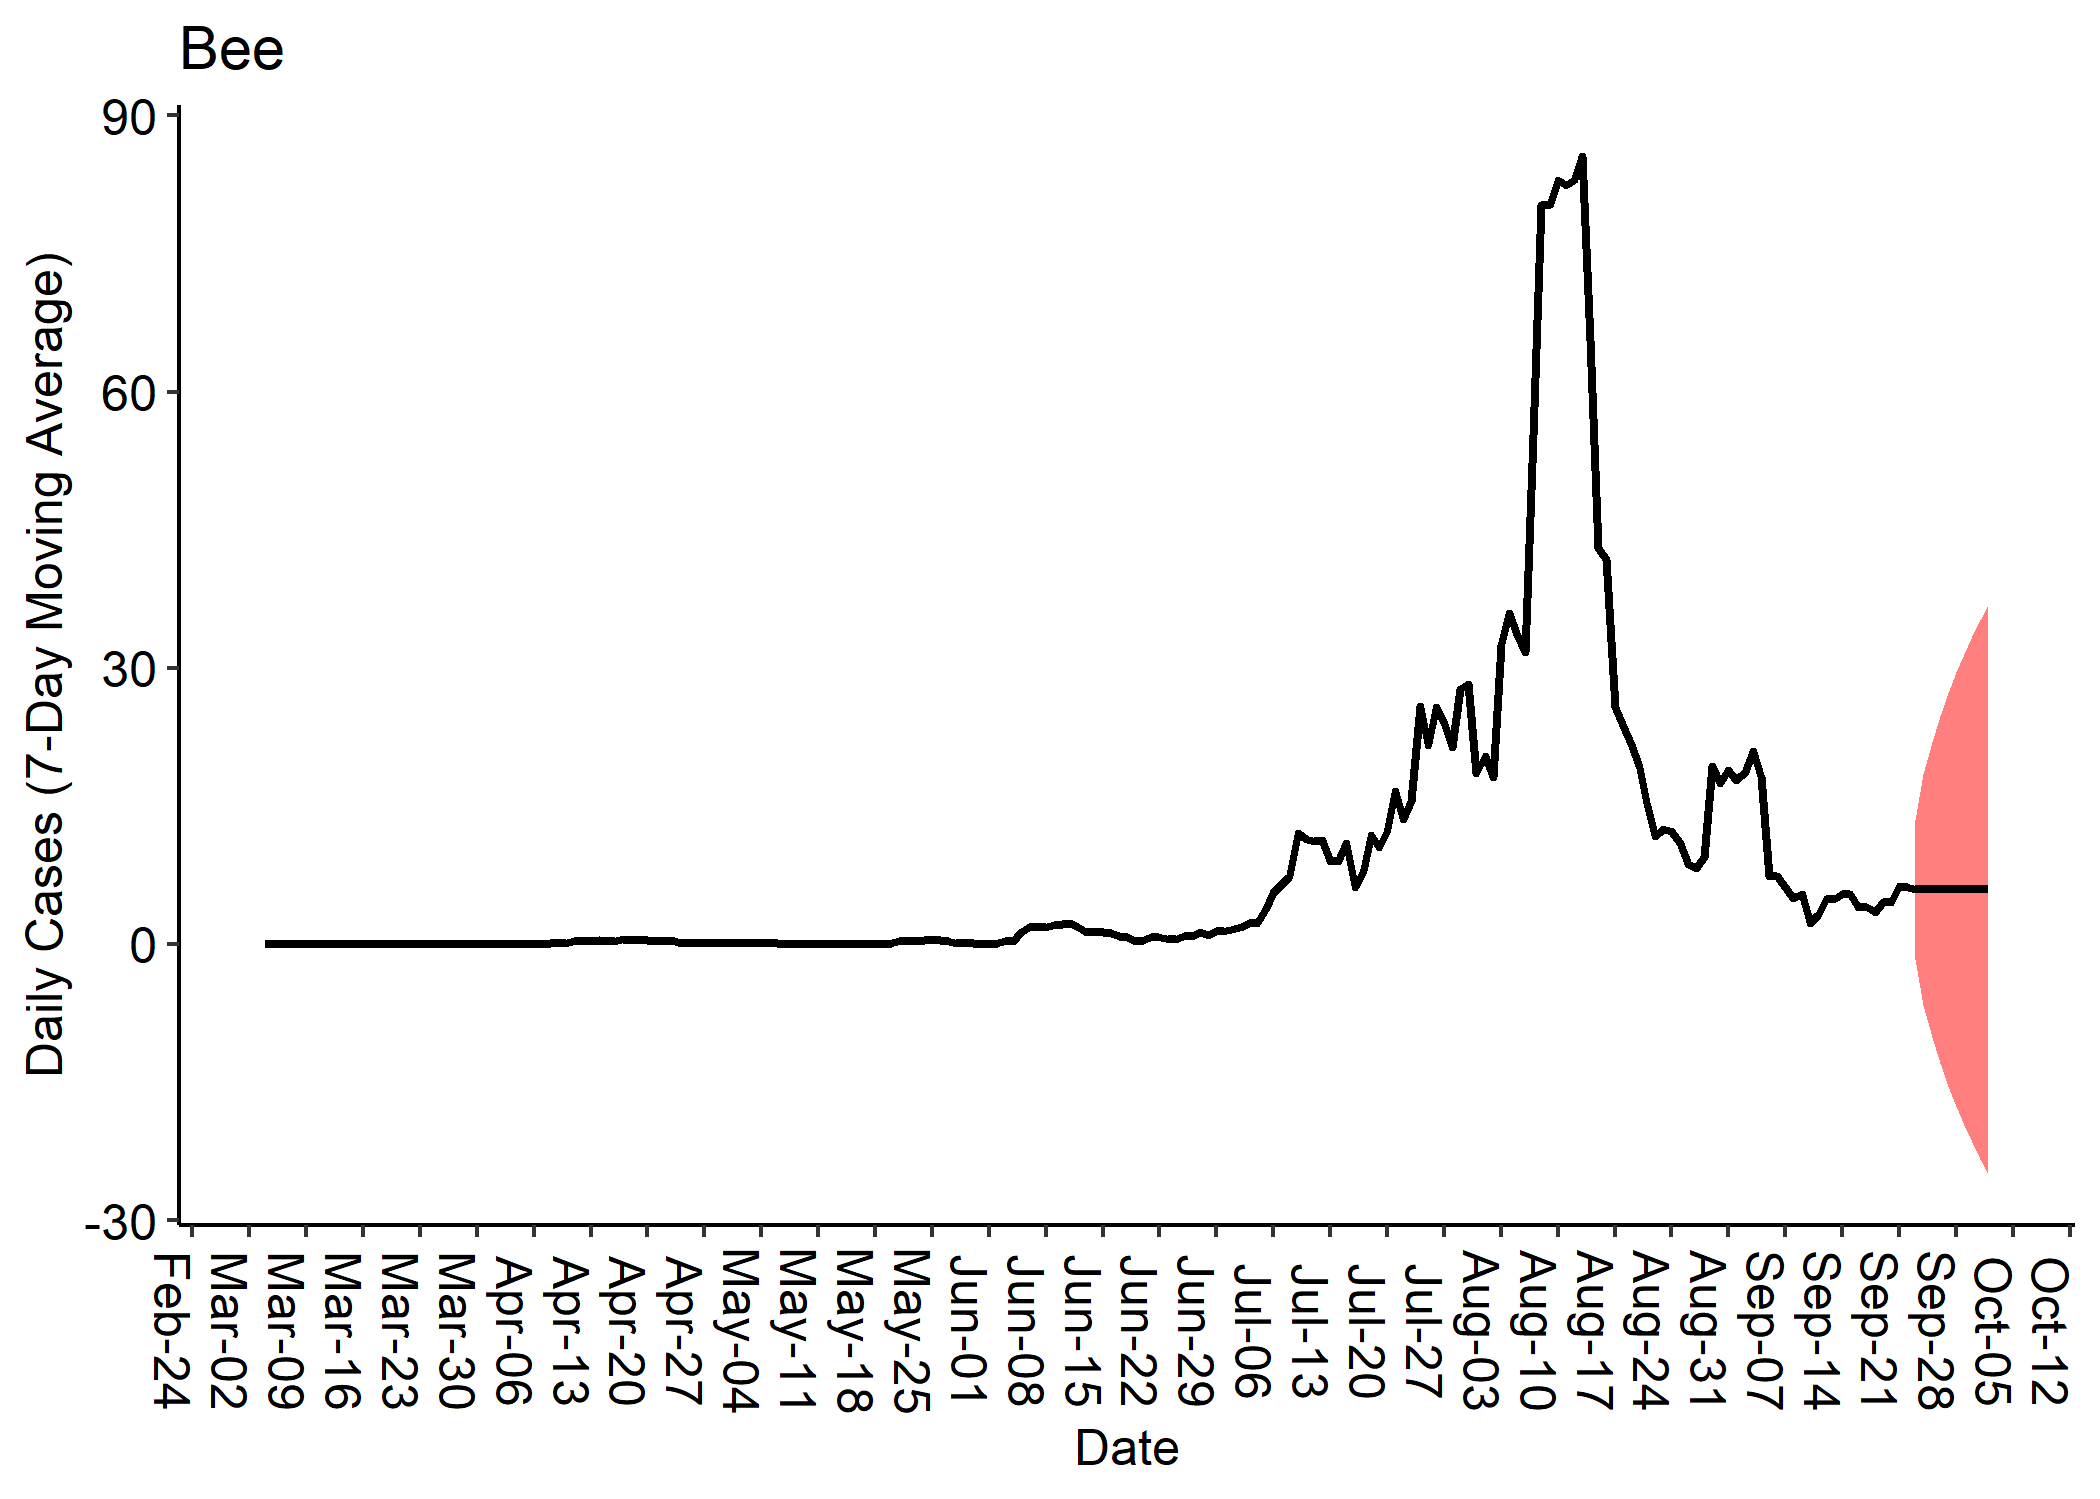 Bee
Daily Cases (7-Day Moving Average)
90
60
30
0
-30
Feb-24
Mar-02
Mar-09
Mar-16
Mar-23
Mar-30
Apr-06
Apr-13
Apr-20
Apr-27
May-04
May-11
May-18
May-25
Jun-01
Jun-08
Jun-15
Jun-22
Jun-29
Jul-06
Jul-13
Jul-20
Jul-27
Aug-03
Aug-10
Aug-17
Aug-24
Aug-31
Sep-07
Sep-14
Sep-21
Sep-28
Oct-05
Oct-12
Date